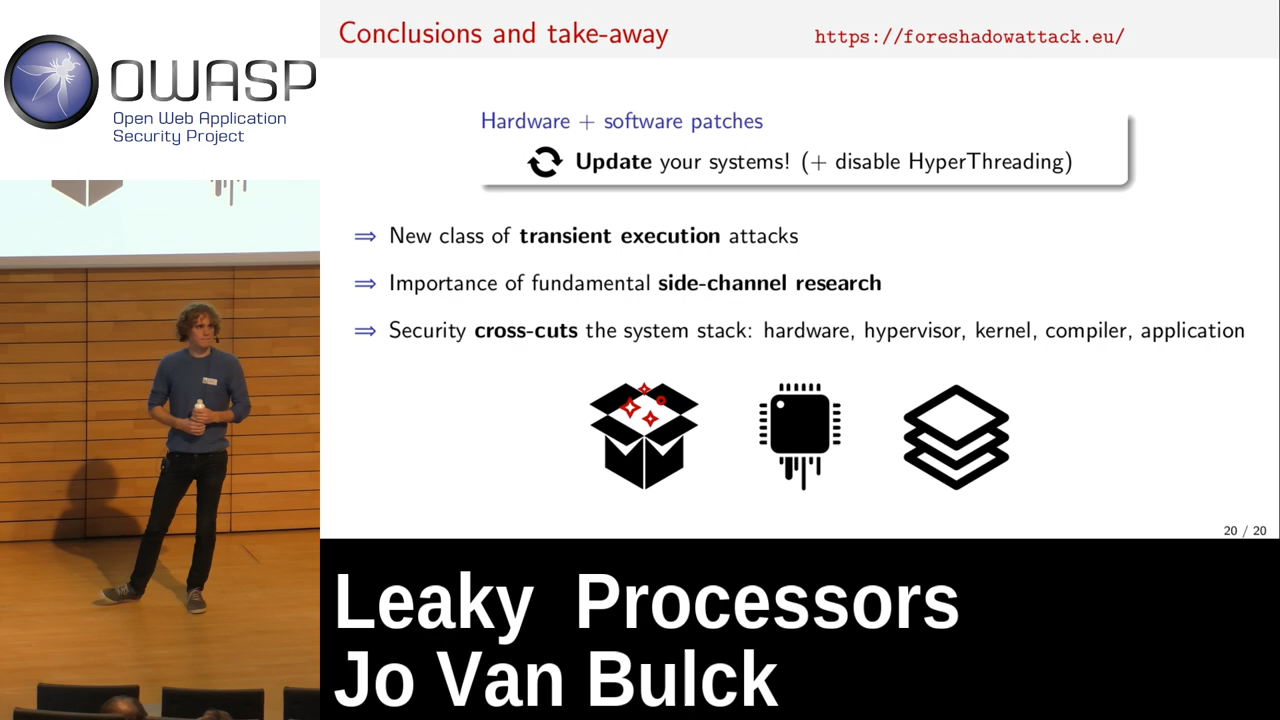 OWASP
Open Web Application
Security Project
Conclusions and take-away
https://foreshadowattack.eu/
Hardware + software patches
Update your systems! (+ disable HyperThreading)
⟹ New class of transient execution attacks
⟹ Importance of fundamental side-channel research
⟹ Security cross-cuts the system stack: hardware, hypervisor, kernel, compiler, application
20 / 20
Leaky Processors
Jo Van Bulck